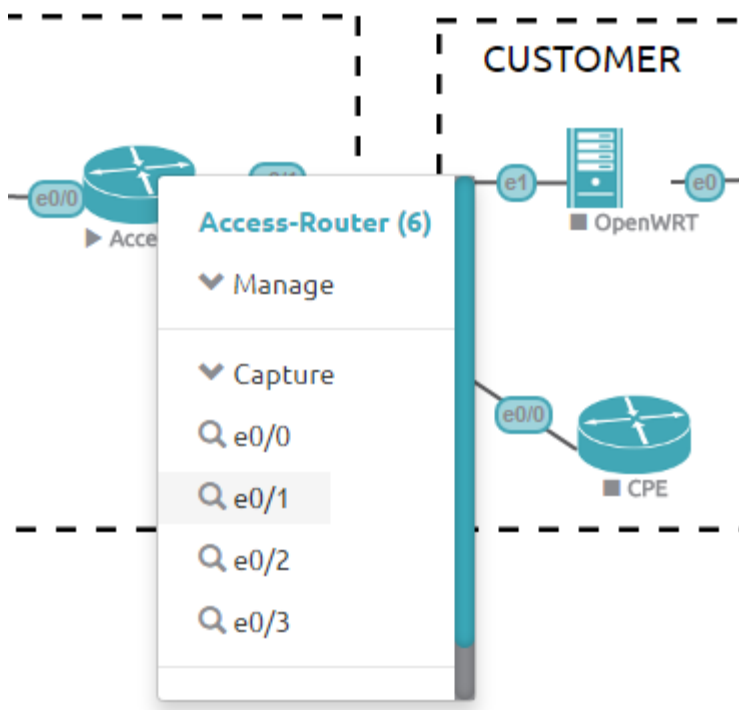 CUSTOMER
e0/0
e1
e0
Acce
OpenWRT
Access-Router (6)
Manage
Capture
e0/0
e0/0
e0/1
CPE
e0/2
e0/3